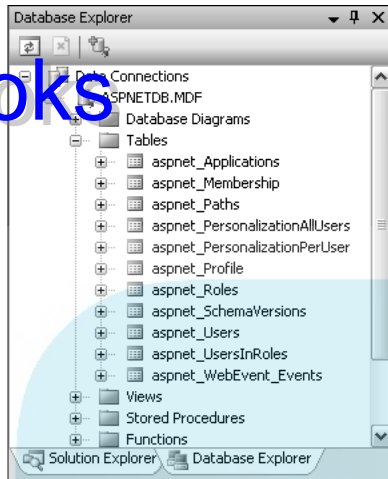 Database Explorer
oks
Data Connections
ASPNETDB.MDF
Database Diagrams
Tables
aspnet_Applications
aspnet_Membership
aspnet_Paths
aspnet_PersonalizationAllUsers
aspnet_PersonalizationPerUser
aspnet_Profile
aspnet_Roles
aspnet_SchemaVersions
aspnet_Users
aspnet_UsersInRoles
aspnet_WebEvent_Events
Views
Stored Procedures
Functions
Solution Explorer Database Explorer